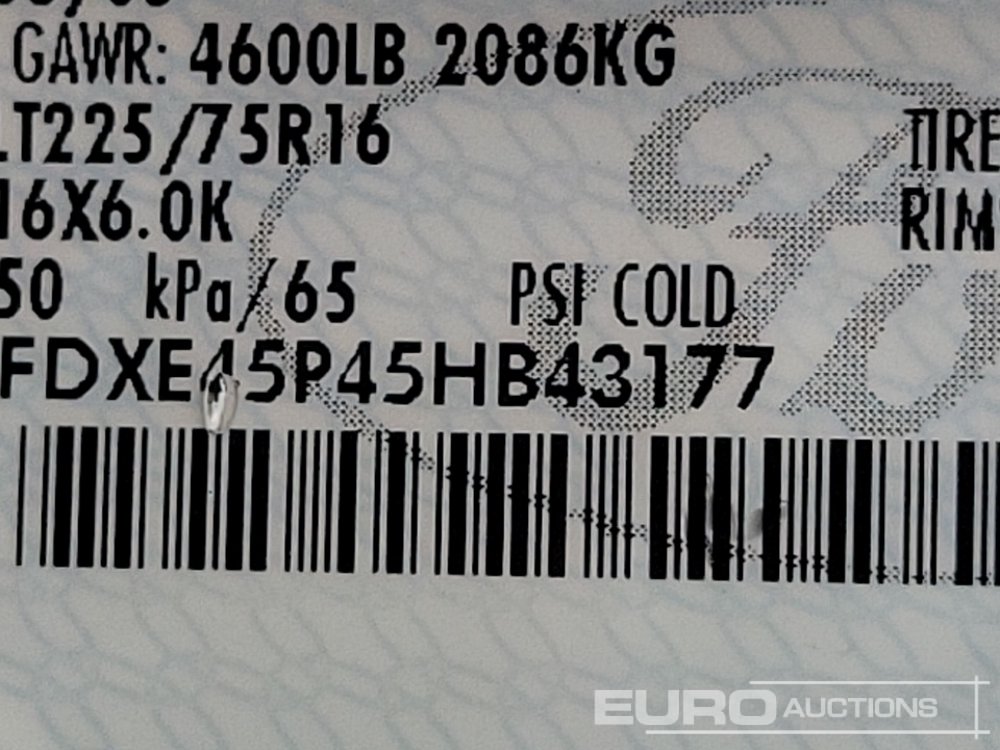 GAWR: 4600LB 2086KG
LT225/75R16 TIRE
16X6.0K RIM
50 kPa/65 PSI COLD
FDXE45P45HB43177
EURO AUCTIONS